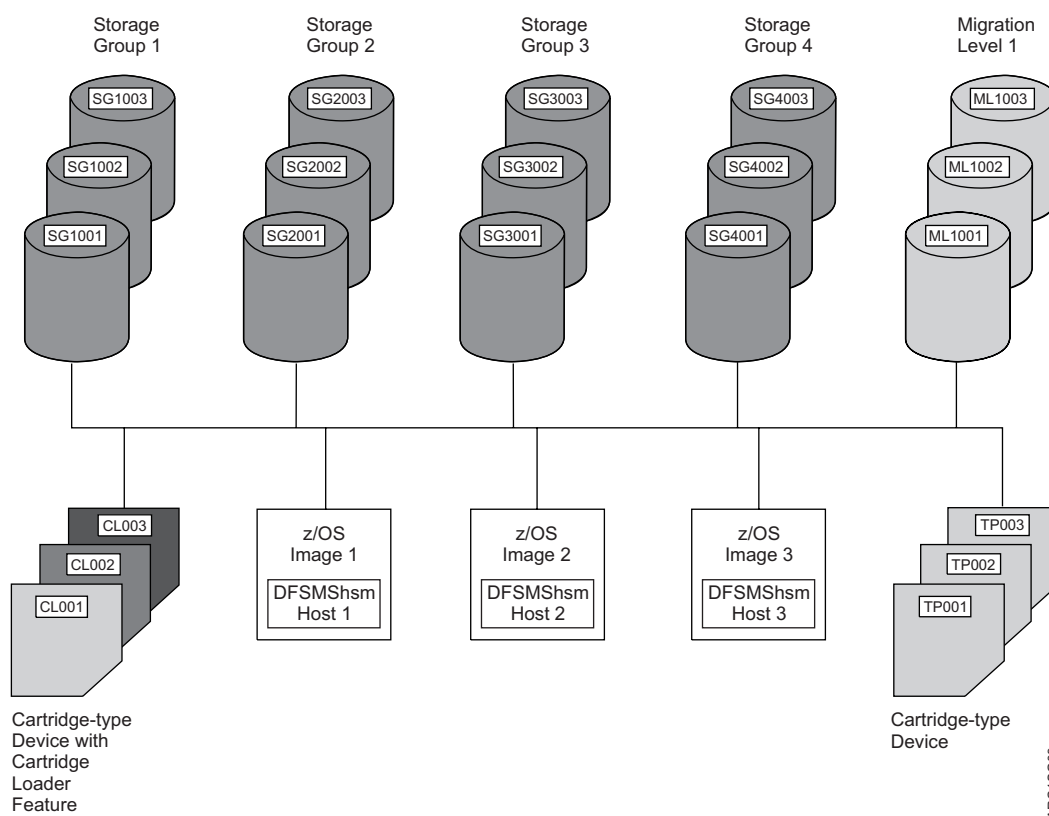 Storage
Group 1
Storage
Group 2
Storage
Group 3
Storage
Group 4
Migration
Level 1
SG1003
SG2003
SG3003
SG4003
ML1003
SG1002
SG2002
SG3002
SG4002
ML1002
SG1001
SG2001
SG3001
SG4001
ML1001
CL003
CL002
CL001
z/OS
Image 1
DFSMShsm
Host 1
z/OS
Image 2
DFSMShsm
Host 2
z/OS
Image 3
DFSMShsm
Host 3
TP003
TP002
TP001
Cartridge-type
Device with
Cartridge
Loader
Feature
Cartridge-type
Device